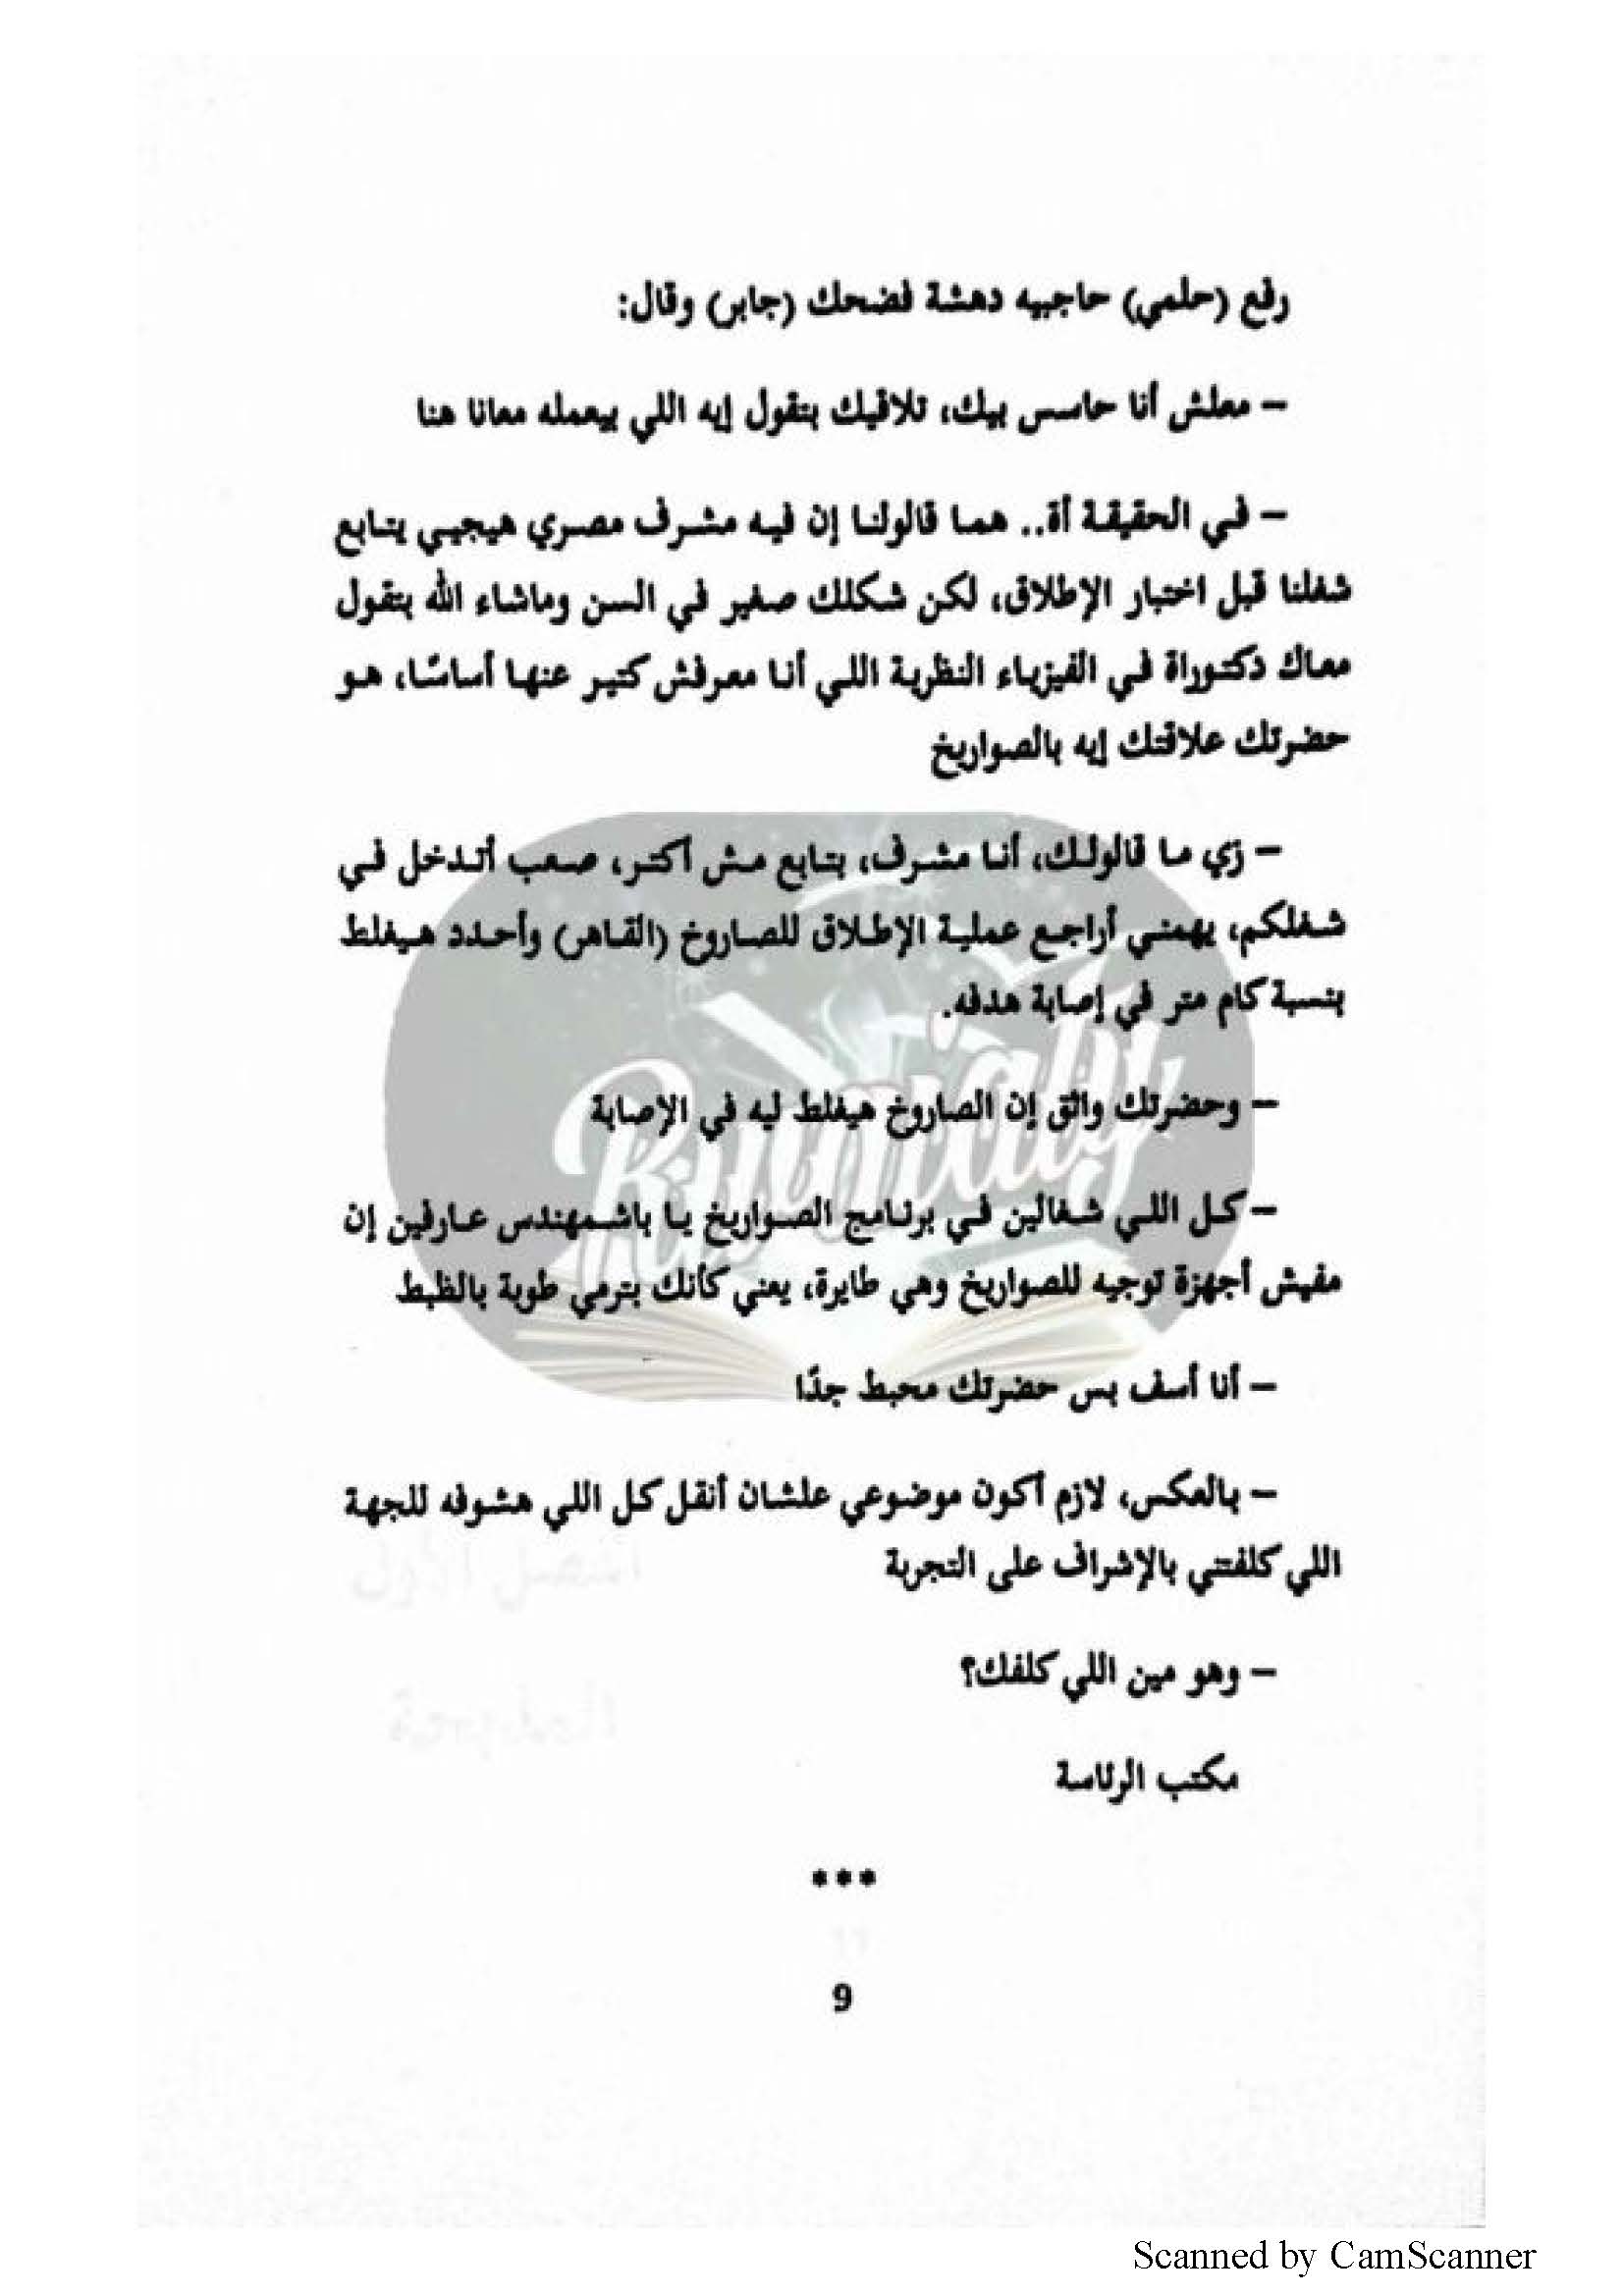 رفع (حلمي) حاجبيه دهشة فضحك (جابر) وقال:
– معلش أنا حاسس بيك، تلاقيك بتقول إيه اللي بيعمله معانا هنا
– في الحقيقة أة.. هما قالولنا إن فيه مشرف مصري هيجيي يتابع
شغلنا قبل اختبار الإطلاق، لكن شكلك صغير في السن وماشاء الله بتقول
معاك دكتوراة في الفيزياء النظرية اللي أنا معرفش كتير عنها أساسًا، هو
حضرتك علاقتك إيه بالصواريخ
– زي ما قالولك، أنا مشرف، بتابع مش أكتر، صعب أتدخل في
شغلكم، يهمني أراجع عملية الإطلاق للصاروخ (القاهر) وأحدد هيغلط
بنسبة كام متر في إصابة هدفه.
– وحضرتك واثق إن الصاروخ هيغلط ليه في الإصابة
– كل اللي شغالين في برنامج الصواريخ يا باشمهندس عارفين إن
مفيش أجهزة توجيه للصواريخ وهي طايرة، يعني كأنك بترمي طوبة بالظبط
– أنا أسف بس حضرتك محبط جدًا
– بالعكس، لازم أكون موضوعي علشان أنقل كل اللي هشوفه للجهة
اللي كلفتني بالإشراف على التجربة
– وهو مين اللي كلفك؟
مكتب الرئاسة
***
9
Scanned by CamScanner